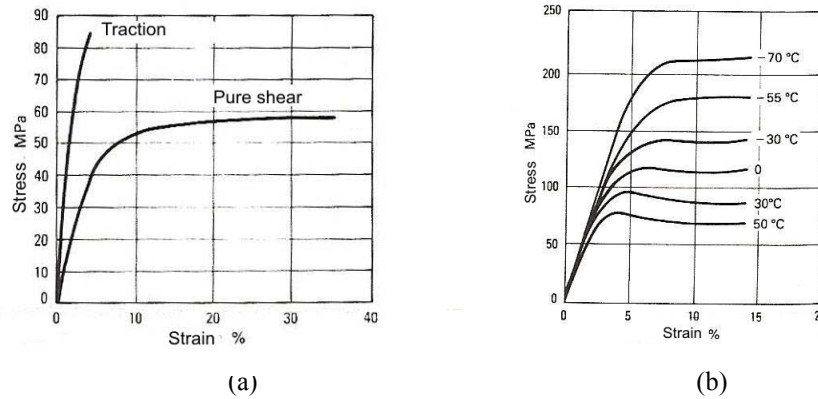 90
80
70
60
50
40
30
20
10
0
Stress MPa
Traction
Pure shear
0 10 20 30 40
Strain %
(a)
250
200
150
100
50
0
Stress MPa
−70 °C
−55 °C
−30 °C
0
30°C
50 °C
0 5 10 15 2
Strain %
(b)